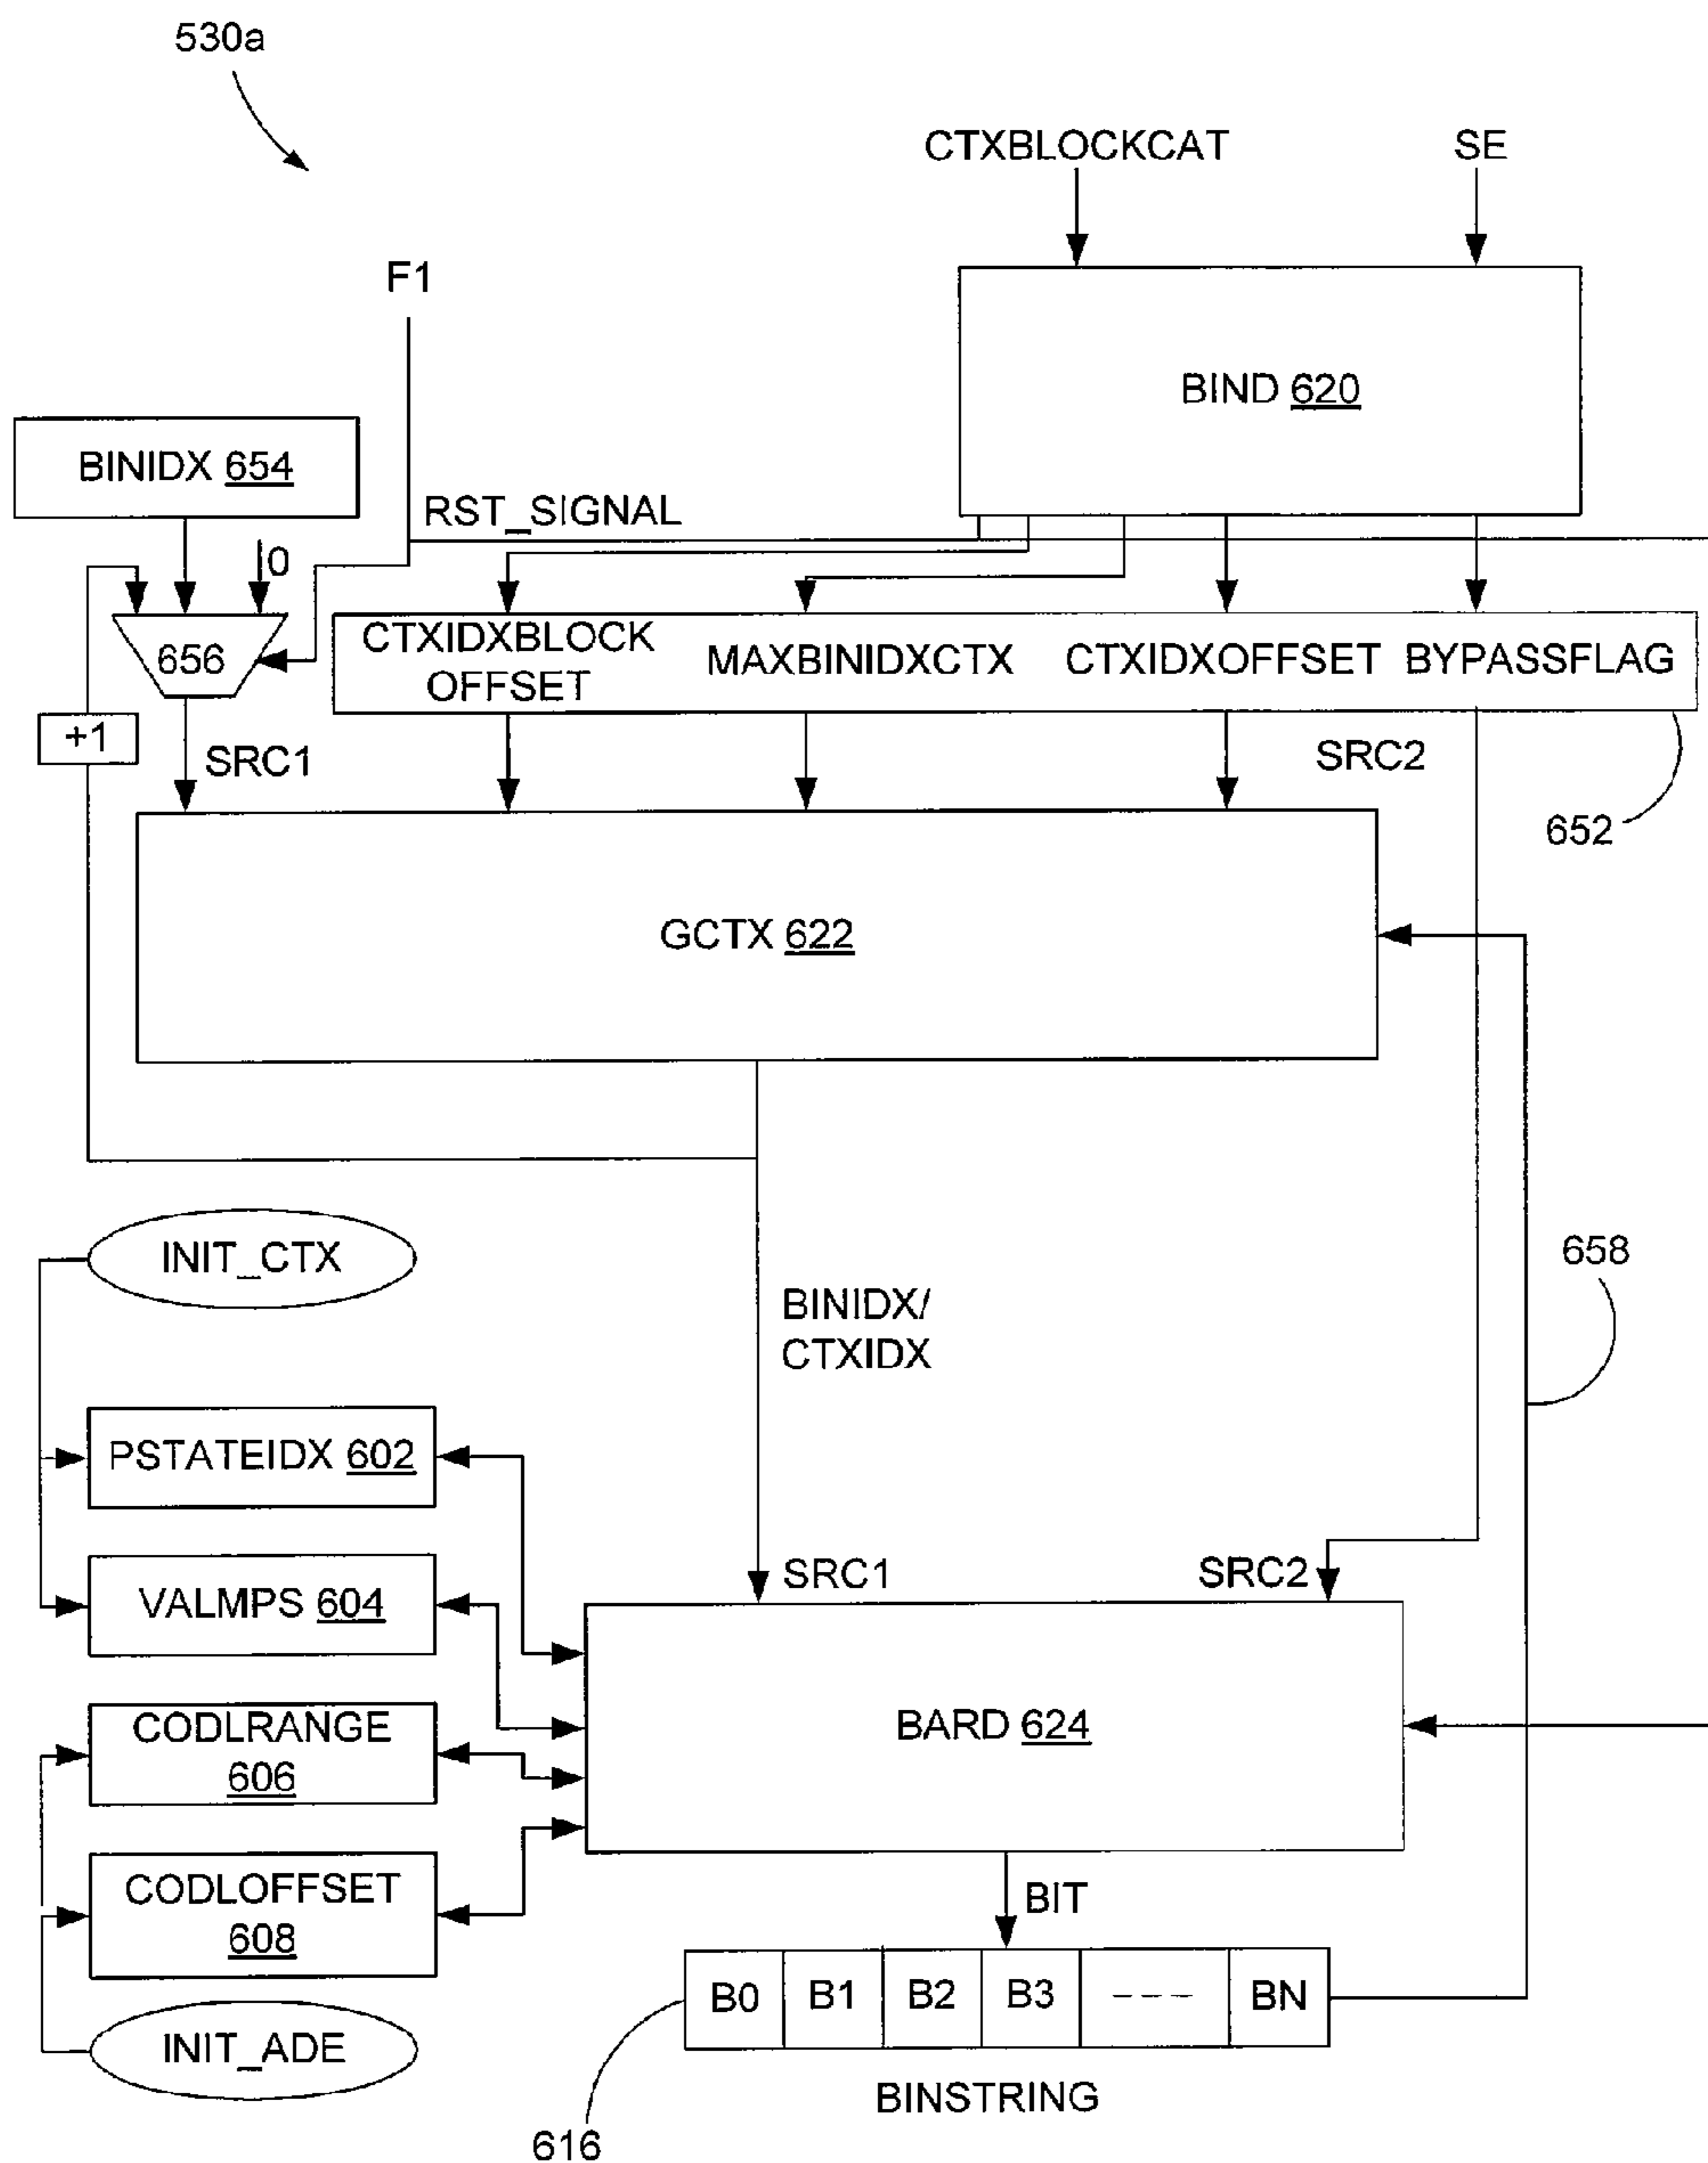 530a
CTXBLOCKCAT
SE
F1
BIND 620
BINIDX 654
RST_SIGNAL
0
656
CTXIDXBLOCK
OFFSET
MAXBINIDXCTX
CTXIDXOFFSET
BYPASSFLAG
+1
SRC1
SRC2
652
GCTX 622
INIT_CTX
658
BINIDX/
CTXIDX
PSTATEIDX 602
SRC1
SRC2
VALMPS 604
CODLRANGE
606
BARD 624
CODLOFFSET
608
BIT
B0 B1 B2 B3 ---- BN
INIT_ADE
BINSTRING
616